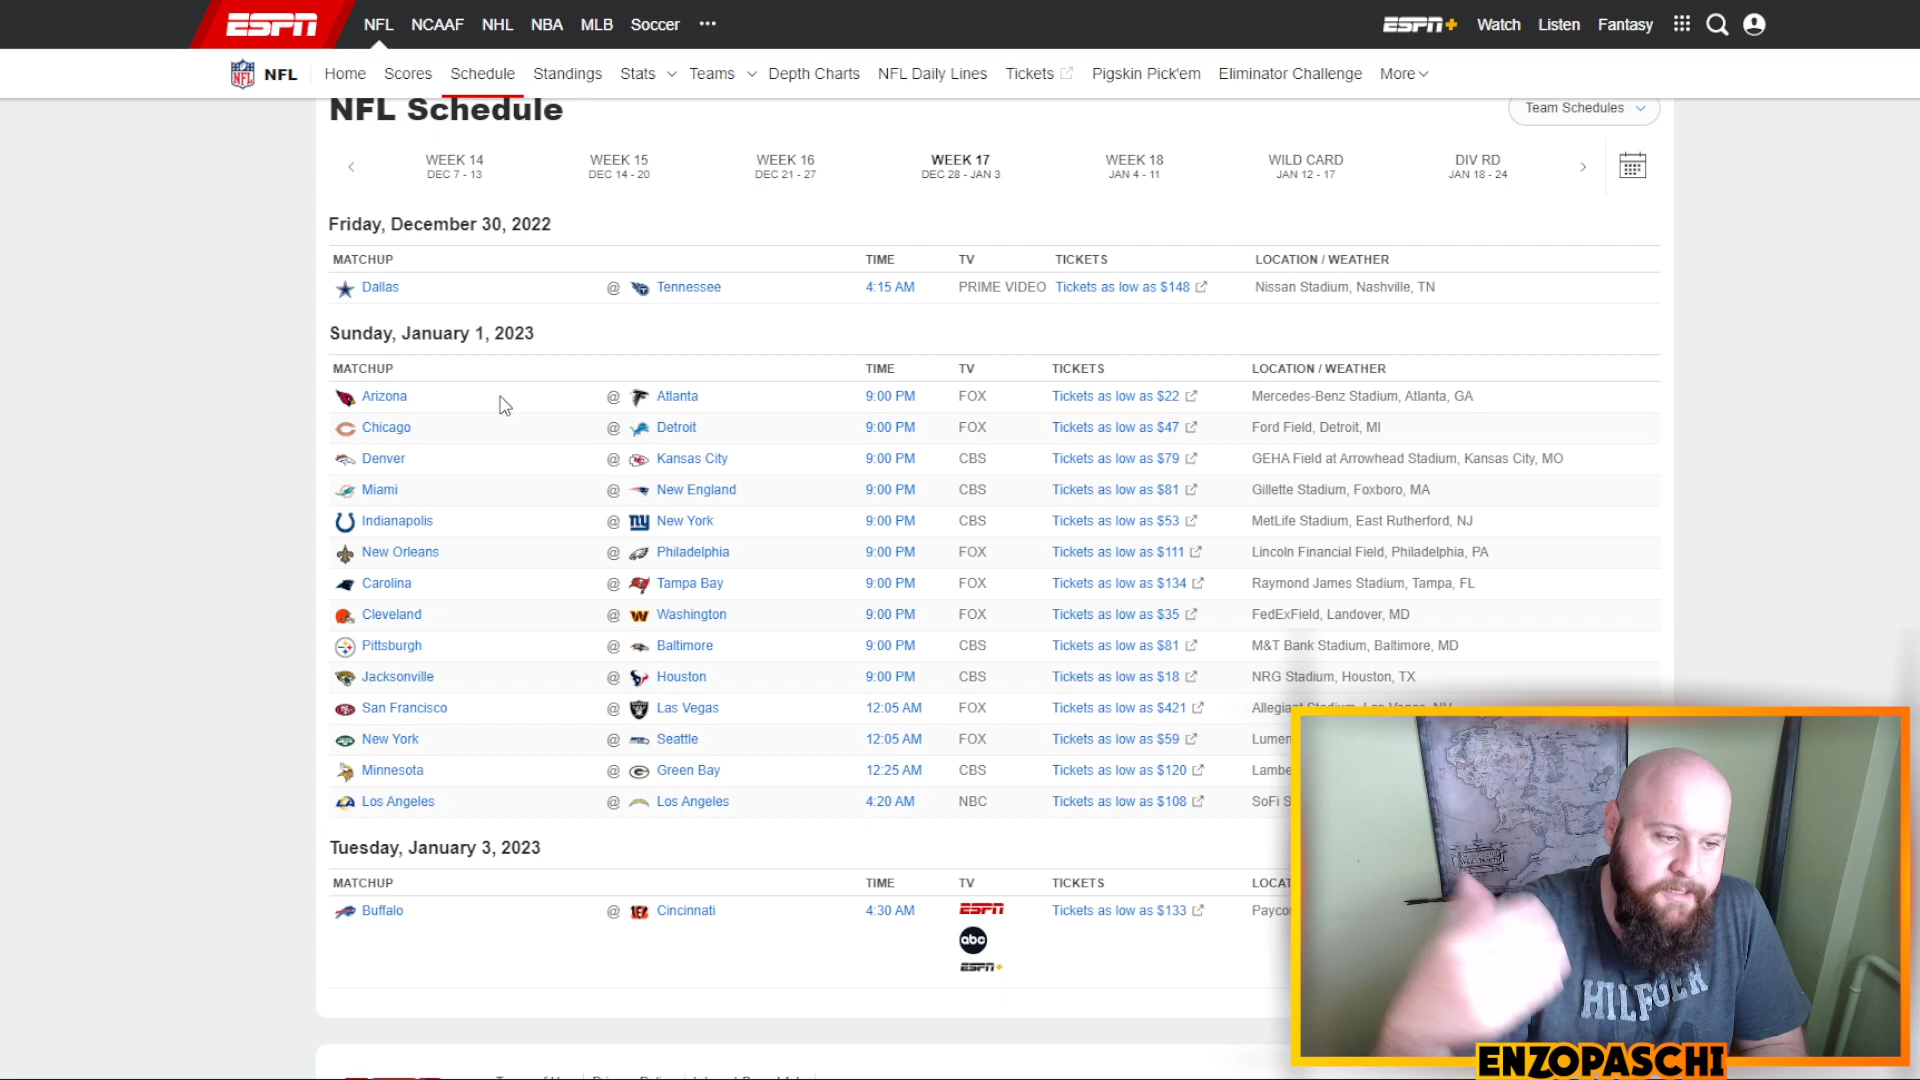 ESPN NFL NCAAF NHL NBA MLB Soccer ••• ESPN+ Watch Listen Fantasy
NFL NFL Home Scores Schedule Standings Stats Teams Depth Charts NFL Daily Lines Tickets Pigskin Pick'em Eliminator Challenge More
NFL Schedule Team Schedules
WEEK 14 WEEK 15 WEEK 16 WEEK 17 WEEK 18 WILD CARD DIV RD
DEC 7 - 13 DEC 14 - 20 DEC 21 - 27 DEC 28 - JAN 3 JAN 4 - 11 JAN 12 - 17 JAN 18 - 24
Friday, December 30, 2022
MATCHUP TIME TV TICKETS LOCATION / WEATHER
Dallas @ Tennessee 4:15 AM PRIME VIDEO Tickets as low as $148 Nissan Stadium, Nashville, TN
Sunday, January 1, 2023
MATCHUP TIME TV TICKETS LOCATION / WEATHER
Arizona @ Atlanta 9:00 PM FOX Tickets as low as $22 Mercedes-Benz Stadium, Atlanta, GA
Chicago @ Detroit 9:00 PM FOX Tickets as low as $47 Ford Field, Detroit, MI
Denver @ Kansas City 9:00 PM CBS Tickets as low as $79 GEHA Field at Arrowhead Stadium, Kansas City, MO
Miami @ New England 9:00 PM CBS Tickets as low as $81 Gillette Stadium, Foxboro, MA
Indianapolis @ ny New York 9:00 PM CBS Tickets as low as $53 MetLife Stadium, East Rutherford, NJ
New Orleans @ Philadelphia 9:00 PM FOX Tickets as low as $111 Lincoln Financial Field, Philadelphia, PA
Carolina @ Tampa Bay 9:00 PM FOX Tickets as low as $134 Raymond James Stadium, Tampa, FL
Cleveland @ W Washington 9:00 PM FOX Tickets as low as $35 FedExField, Landover, MD
Pittsburgh @ Baltimore 9:00 PM CBS Tickets as low as $81 M&T Bank Stadium, Baltimore, MD
Jacksonville @ Houston 9:00 PM CBS Tickets as low as $18 NRG Stadium, Houston, TX
San Francisco @ Las Vegas 12:05 AM FOX Tickets as low as $421 Allegiant Stadium, Las Vegas, NV
New York @ Seattle 12:05 AM FOX Tickets as low as $59 Lumen
Minnesota @ Green Bay 12:25 AM CBS Tickets as low as $120 Lambe
Los Angeles @ Los Angeles 4:20 AM NBC Tickets as low as $108 SoFi S
Tuesday, January 3, 2023
MATCHUP TIME TV TICKETS LOCAT
Buffalo @ Cincinnati 4:30 AM ESPN Tickets as low as $133 Payco
abc
ESPN+
HILFGER
ENZOPASCHI